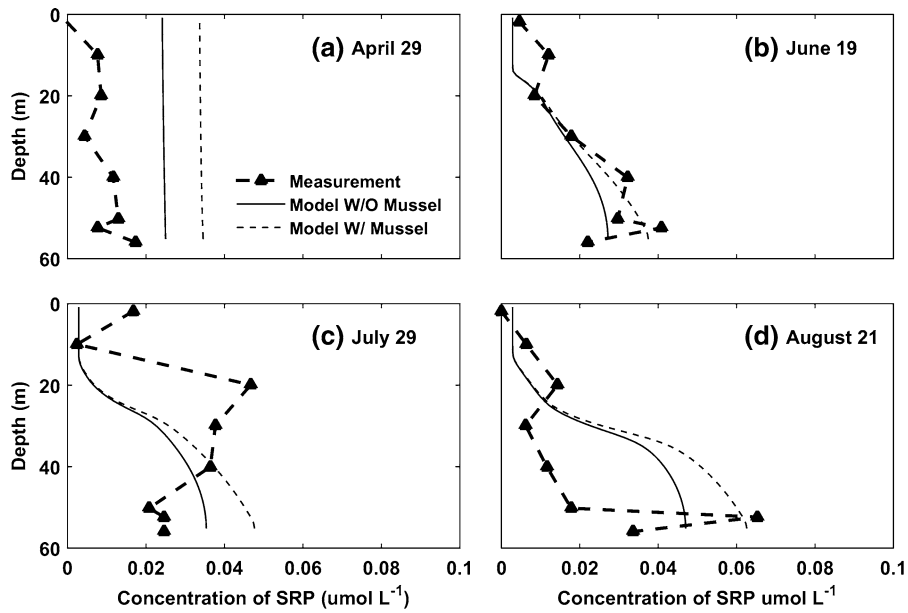 0
20
40
60
Depth (m)
(a) April 29
Measurement
Model W/O Mussel
Model W/ Mussel
(b) June 19
0
20
40
60
Depth (m)
(c) July 29
(d) August 21
0 0.02 0.04 0.06 0.08 0.1
0 0.02 0.04 0.06 0.08 0.1
Concentration of SRP (umol L⁻¹)
Concentration of SRP umol L⁻¹